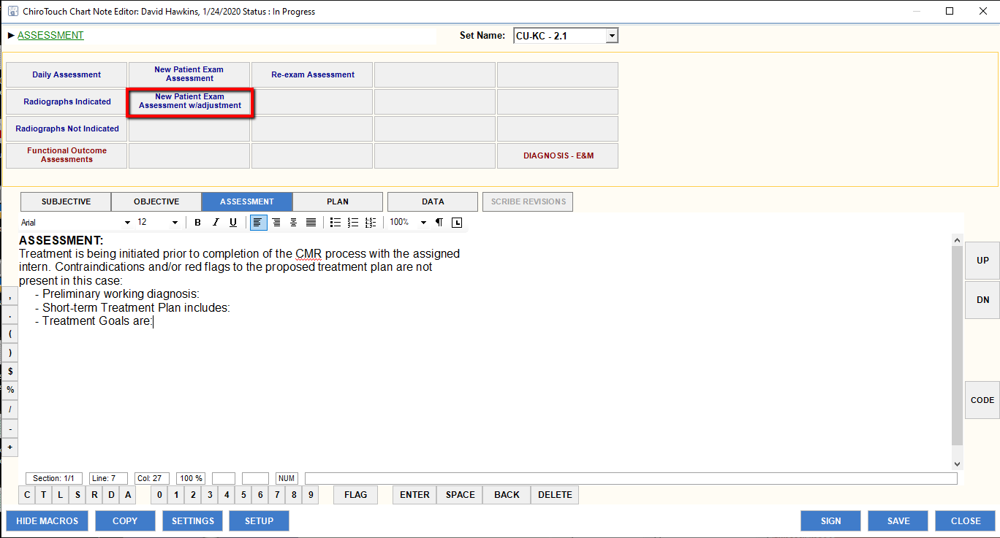 ChiroTouch Chart Note Editor: David Hawkins, 1/24/2020 Status : In Progress
ASSESSMENT
Set Name: CU-KC - 2.1
Daily Assessment
New Patient Exam
Assessment
Re-exam Assessment
Radiographs Indicated
New Patient Exam
Assessment w/adjustment
Radiographs Not Indicated
Functional Outcome
Assessments
DIAGNOSIS - E&M
SUBJECTIVE OBJECTIVE ASSESSMENT PLAN DATA SCRIBE REVISIONS
Arial 12 B I U 100% ¶ L
ASSESSMENT:
Treatment is being initiated prior to completion of the CMR process with the assigned
intern. Contraindications and/or red flags to the proposed treatment plan are not
present in this case:
- Preliminary working diagnosis:
- Short-term Treatment Plan includes:
- Treatment Goals are:
UP
DN
CODE
,
.
(
)
$
%
/
-
+
Section: 1/1 Line: 7 Col: 27 100 % NUM
C T L S R D A 0 1 2 3 4 5 6 7 8 9 FLAG ENTER SPACE BACK DELETE
HIDE MACROS COPY SETTINGS SETUP SIGN SAVE CLOSE